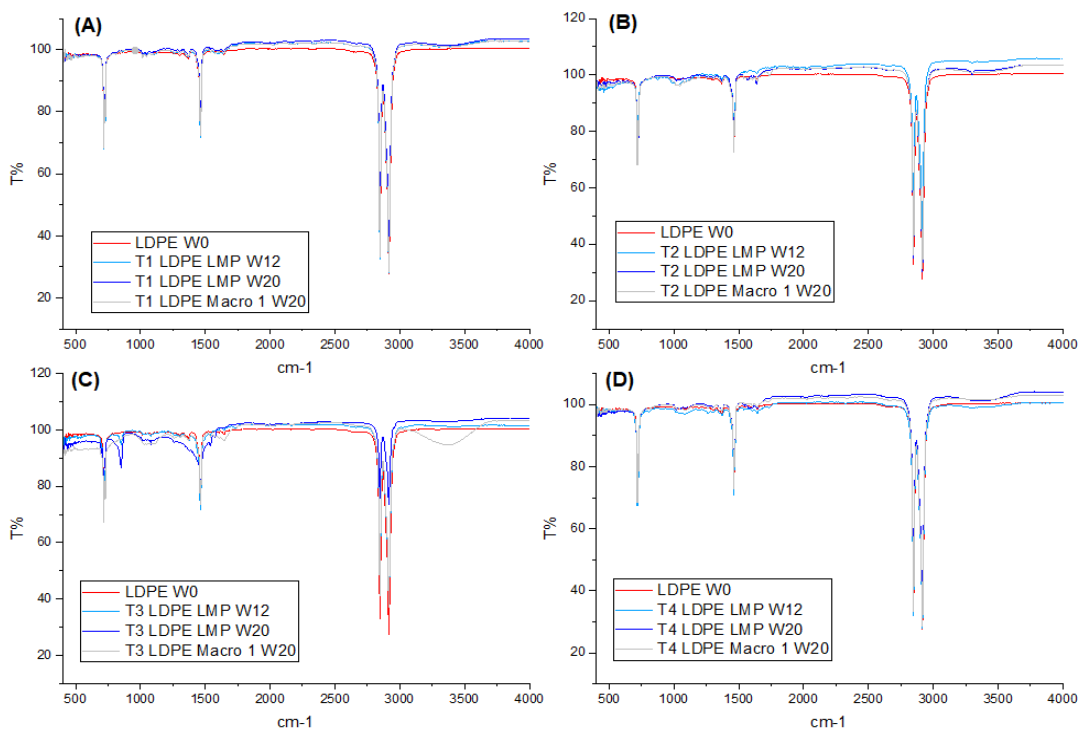 (A)
100
80
60
40
20
T%
LDPE W0
T1 LDPE LMP W12
T1 LDPE LMP W20
T1 LDPE Macro 1 W20
500 1000 1500 2000 2500 3000 3500 4000
cm-1
(B)
120
100
80
60
40
20
T%
LDPE W0
T2 LDPE LMP W12
T2 LDPE LMP W20
T2 LDPE Macro 1 W20
500 1000 1500 2000 2500 3000 3500 4000
cm-1
(C)
120
100
80
60
40
20
T%
LDPE W0
T3 LDPE LMP W12
T3 LDPE LMP W20
T3 LDPE Macro 1 W20
500 1000 1500 2000 2500 3000 3500 4000
cm-1
(D)
100
80
60
40
20
T%
LDPE W0
T4 LDPE LMP W12
T4 LDPE LMP W20
T4 LDPE Macro 1 W20
500 1000 1500 2000 2500 3000 3500 4000
cm-1